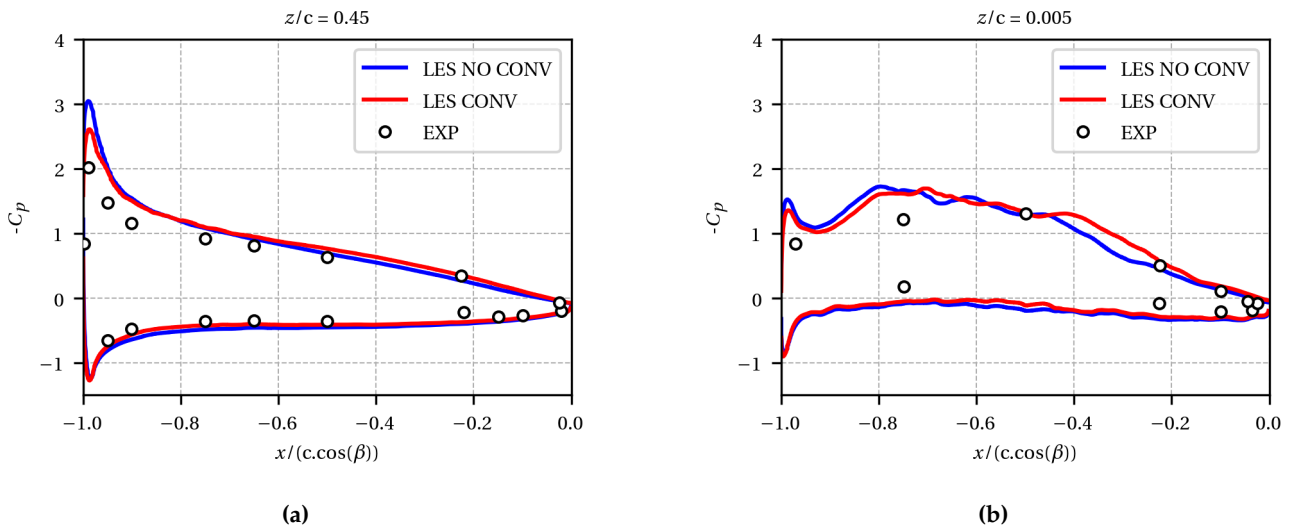 z/c = 0.45
4
3
2
1
0
−1
-Cp
LES NO CONV
LES CONV
EXP
−1.0 −0.8 −0.6 −0.4 −0.2 0.0
x/(c.cos(β))
(a)
z/c = 0.005
4
3
2
1
0
−1
-Cp
LES NO CONV
LES CONV
EXP
−1.0 −0.8 −0.6 −0.4 −0.2 0.0
x/(c.cos(β))
(b)